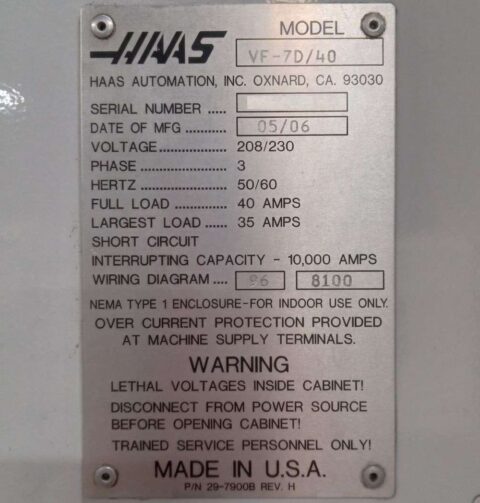 MODEL
HAAS VF-7D/40
HAAS AUTOMATION, INC. OXNARD, CA. 93030
SERIAL NUMBER ....
DATE OF MFG ..... 05/06
VOLTAGE................ 208/230
PHASE .................... 3
HERTZ .................... 50/60
FULL LOAD ........... 40 AMPS
LARGEST LOAD ...... 35 AMPS
SHORT CIRCUIT
INTERRUPTING CAPACITY - 10,000 AMPS
WIRING DIAGRAM .... 96 8100
NEMA TYPE 1 ENCLOSURE-FOR INDOOR USE ONLY.
OVER CURRENT PROTECTION PROVIDED
AT MACHINE SUPPLY TERMINALS.
WARNING
LETHAL VOLTAGES INSIDE CABINET!
DISCONNECT FROM POWER SOURCE
BEFORE OPENING CABINET!
TRAINED SERVICE PERSONNEL ONLY!
MADE IN U.S.A.
P/N 29-7900B REV. H